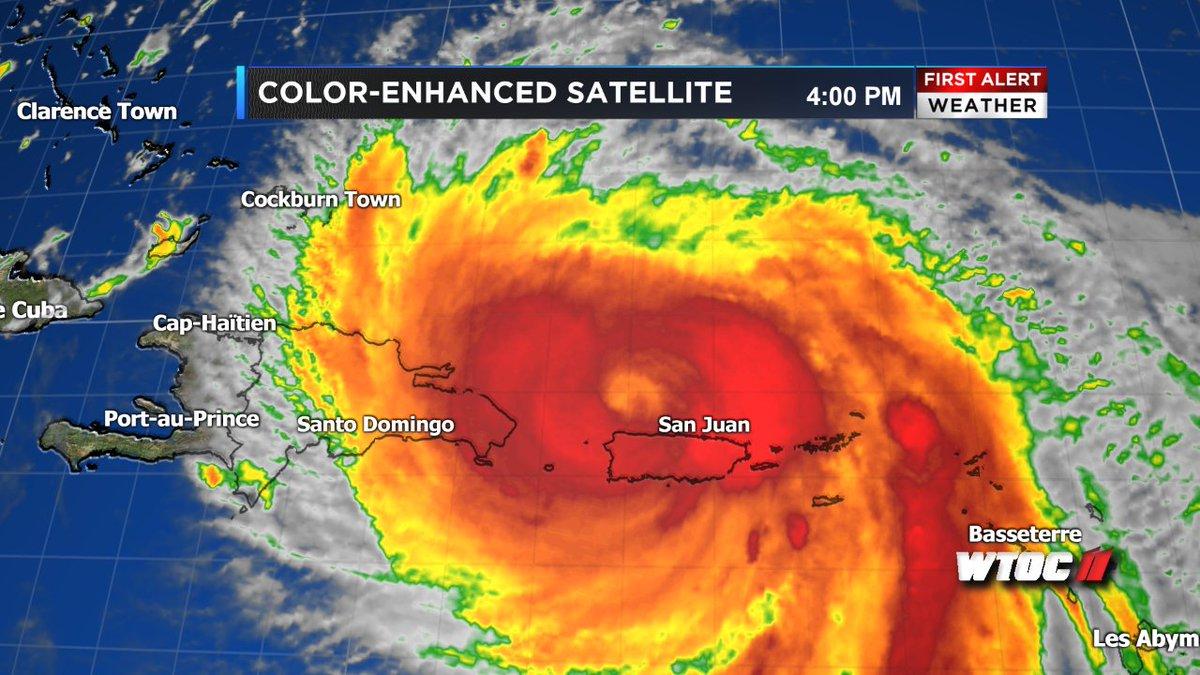 COLOR-ENHANCED SATELLITE
4:00 PM
FIRST ALERT
WEATHER
Clarence Town
Cockburn Town
e Cuba
Cap-Haïtien
Port-au-Prince
Santo Domingo
San Juan
Basseterre
WTOC 11
Les Abym